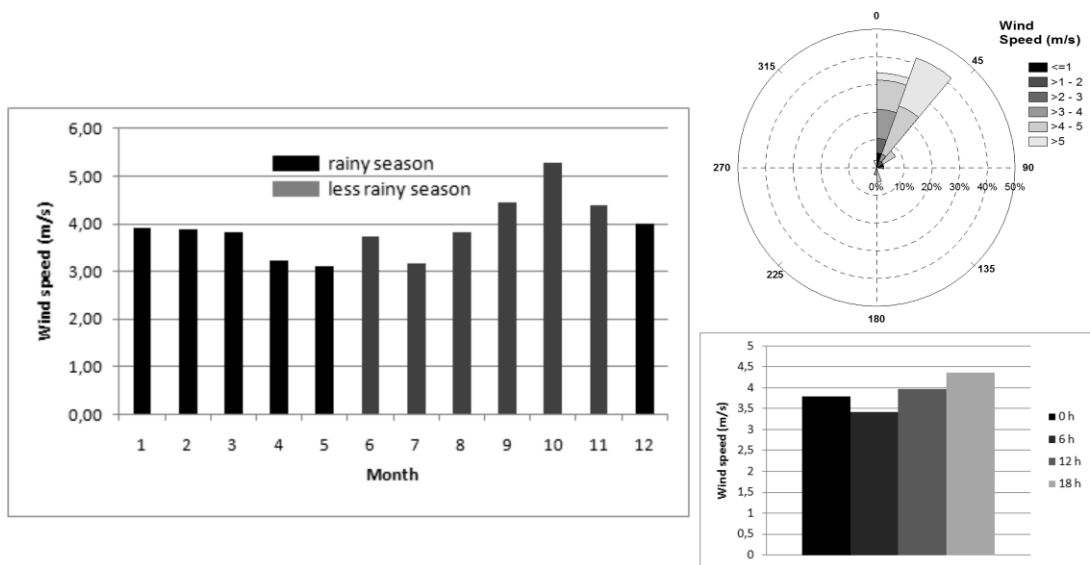 6,00
5,00
4,00
3,00
2,00
1,00
0,00
Wind speed (m/s)
rainy season
less rainy season
1 2 3 4 5 6 7 8 9 10 11 12
Month
0
45
90
135
180
225
270
315
0% 10% 20% 30% 40% 50%
Wind
Speed (m/s)
<=1
>1 - 2
>2 - 3
>3 - 4
>4 - 5
>5
5
4,5
4
3,5
3
2,5
2
1,5
1
0,5
0
Wind speed (m/s)
0 h
6 h
12 h
18 h